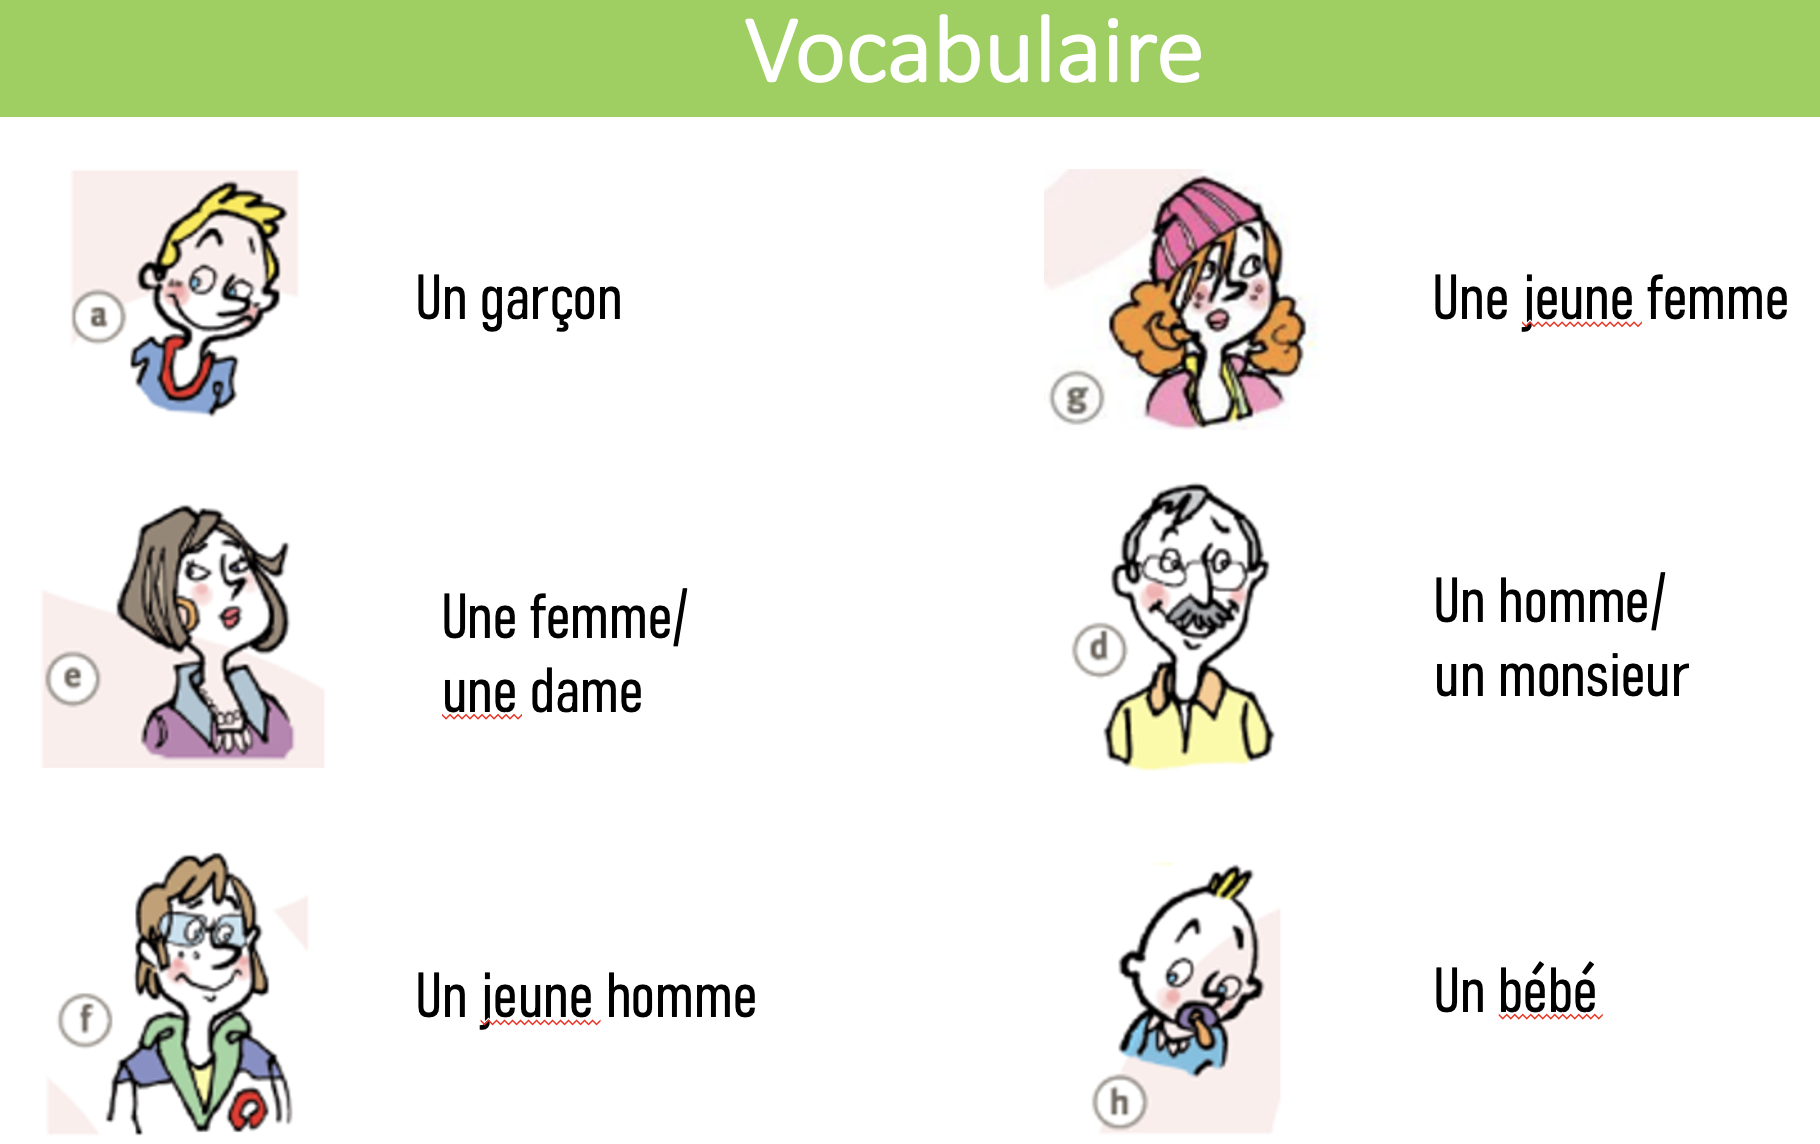 Vocabulaire
a
Un garçon
g
Une jeune femme
e
Une femme/
une dame
d
Un homme/
un monsieur
f
Un jeune homme
h
Un bébé